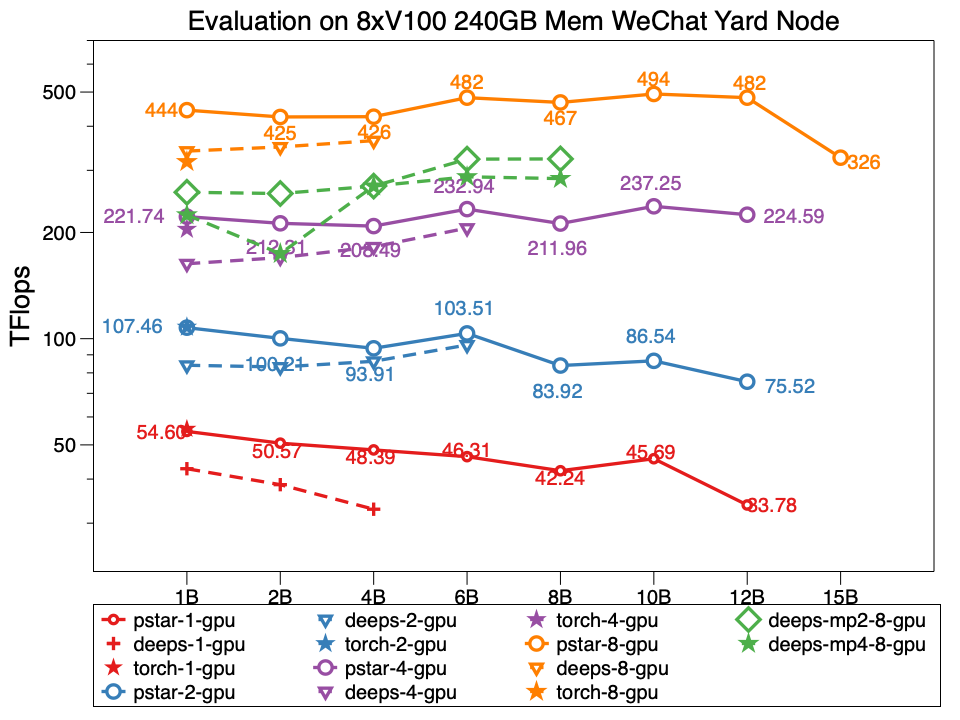 Evaluation on 8xV100 240GB Mem WeChat Yard Node
TFlops
500
200
100
50
444
425
426
482
467
494
482
326
221.74
212.31
208.49
232.94
211.96
237.25
224.59
107.46
100.21
93.91
103.51
83.92
86.54
75.52
54.60
50.57
48.39
46.31
42.24
45.69
33.78
1B 2B 4B 6B 8B 10B 12B 15B
pstar-1-gpu
deeps-1-gpu
torch-1-gpu
pstar-2-gpu
deeps-2-gpu
torch-2-gpu
pstar-4-gpu
deeps-4-gpu
torch-4-gpu
pstar-8-gpu
deeps-8-gpu
torch-8-gpu
deeps-mp2-8-gpu
deeps-mp4-8-gpu